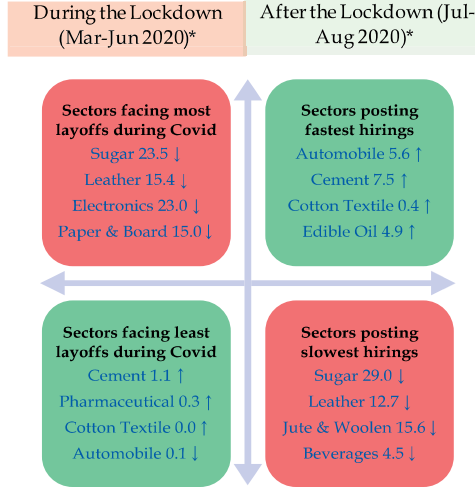 During the Lockdown
(Mar-Jun 2020)*
After the Lockdown (Jul-
Aug 2020)*
Sectors facing most
layoffs during Covid
Sugar 23.5 ↓
Leather 15.4 ↓
Electronics 23.0 ↓
Paper & Board 15.0 ↓
Sectors posting
fastest hirings
Automobile 5.6 ↑
Cement 7.5 ↑
Cotton Textile 0.4 ↑
Edible Oil 4.9 ↑
Sectors facing least
layoffs during Covid
Cement 1.1 ↑
Pharmaceutical 0.3 ↑
Cotton Textile 0.0 ↑
Automobile 0.1 ↓
Sectors posting
slowest hirings
Sugar 29.0 ↓
Leather 12.7 ↓
Jute & Woolen 15.6 ↓
Beverages 4.5 ↓